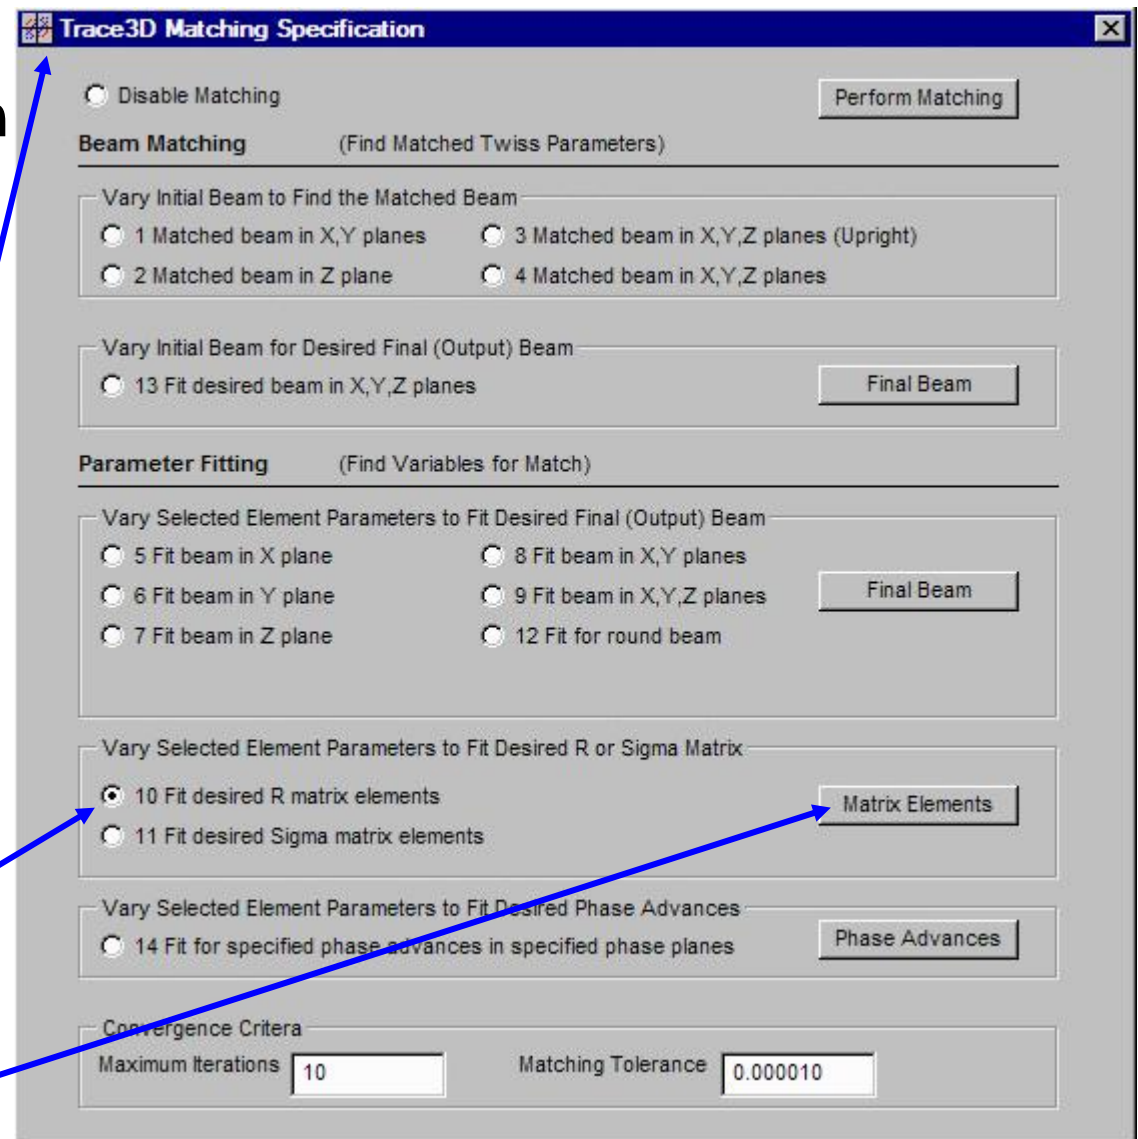 Trace3D Matching Specification
Disable Matching
Perform Matching
Beam Matching (Find Matched Twiss Parameters)
Vary Initial Beam to Find the Matched Beam
1 Matched beam in X,Y planes
3 Matched beam in X,Y,Z planes (Upright)
2 Matched beam in Z plane
4 Matched beam in X,Y,Z planes
Vary Initial Beam for Desired Final (Output) Beam
13 Fit desired beam in X,Y,Z planes
Final Beam
Parameter Fitting (Find Variables for Match)
Vary Selected Element Parameters to Fit Desired Final (Output) Beam
5 Fit beam in X plane
8 Fit beam in X,Y planes
6 Fit beam in Y plane
9 Fit beam in X,Y,Z planes
Final Beam
7 Fit beam in Z plane
12 Fit for round beam
Vary Selected Element Parameters to Fit Desired R or Sigma Matrix
10 Fit desired R matrix elements
Matrix Elements
11 Fit desired Sigma matrix elements
Vary Selected Element Parameters to Fit Desired Phase Advances
14 Fit for specified phase advances in specified phase planes
Phase Advances
Convergence Critera
Maximum Iterations 10
Matching Tolerance 0.000010